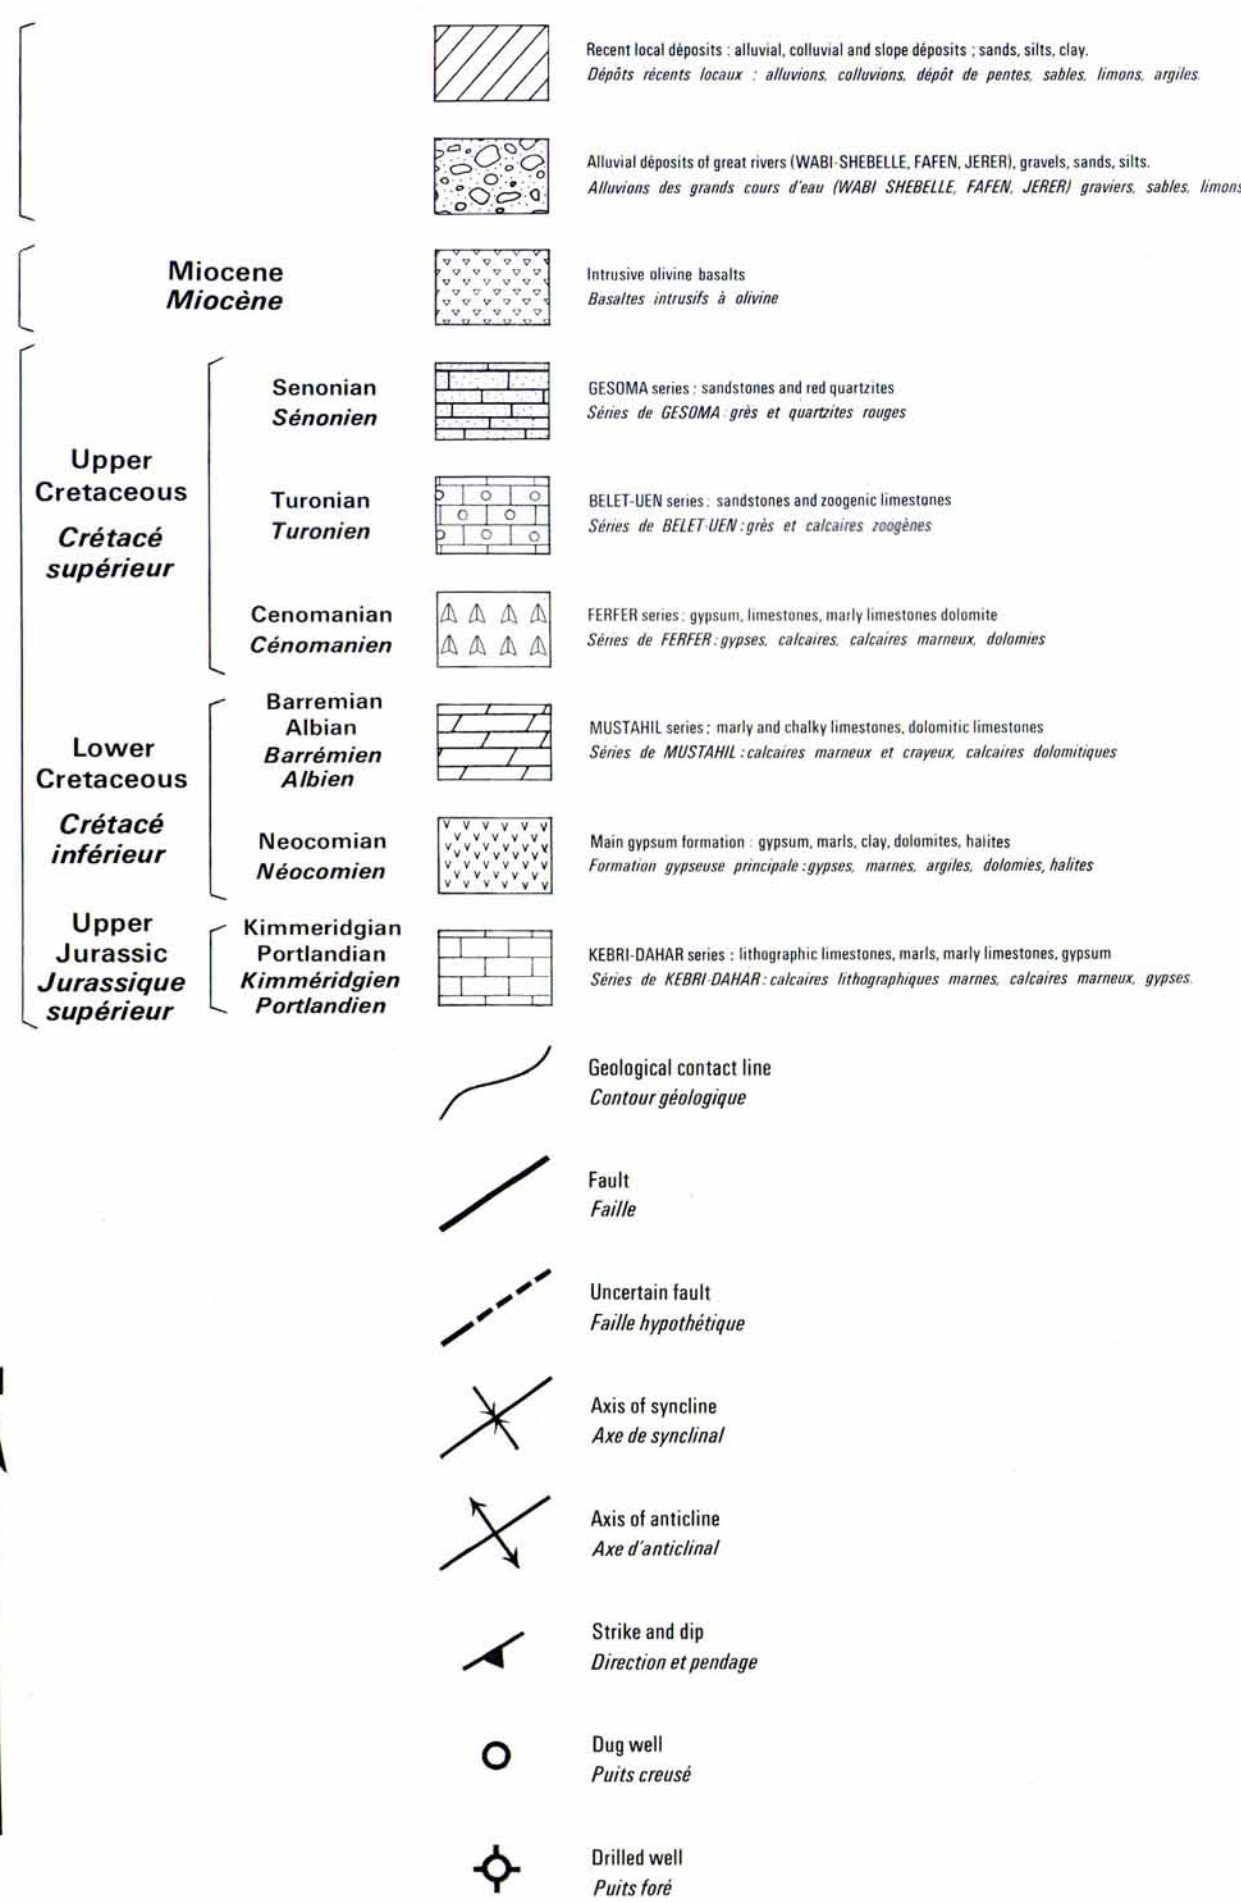 Recent local déposits : alluvial, colluvial and slope déposits ; sands, silts, clay.
Dépôts récents locaux : alluvions, colluvions, dépôt de pentes, sables, limons, argiles.
Alluvial déposits of great rivers (WABI-SHEBELLE, FAFEN, JERER), gravels, sands, silts.
Alluvions des grands cours d'eau (WABI SHEBELLE, FAFEN, JERER) graviers, sables, limons
Miocene
Miocène
Intrusive olivine basalts
Basaltes intrusifs à olivine
Upper
Cretaceous
Crétacé
supérieur
Senonian
Sénonien
GESOMA series : sandstones and red quartzites
Séries de GESOMA : grès et quartzites rouges
Turonian
Turonien
BELET-UEN series : sandstones and zoogenic limestones
Séries de BELET-UEN : grès et calcaires zoogènes
Cenomanian
Cénomanien
FERFER series : gypsum, limestones, marly limestones dolomite
Séries de FERFER : gypses, calcaires, calcaires marneux, dolomies
Lower
Cretaceous
Crétacé
inférieur
Barremian
Albian
Barrémien
Albien
MUSTAHIL series : marly and chalky limestones, dolomitic limestones
Séries de MUSTAHIL : calcaires marneux et crayeux, calcaires dolomitiques
Neocomian
Néocomien
Main gypsum formation : gypsum, marls, clay, dolomites, halites
Formation gypseuse principale : gypses, marnes, argiles, dolomies, halites
Upper
Jurassic
Jurassique
supérieur
Kimmeridgian
Portlandian
Kimméridgien
Portlandien
KEBRI-DAHAR series : lithographic limestones, marls, marly limestones, gypsum
Séries de KEBRI-DAHAR : calcaires lithographiques marnes, calcaires marneux, gypses.
Geological contact line
Contour géologique
Fault
Faille
Uncertain fault
Faille hypothétique
Axis of syncline
Axe de synclinal
Axis of anticline
Axe d'anticlinal
Strike and dip
Direction et pendage
Dug well
Puits creusé
Drilled well
Puits foré